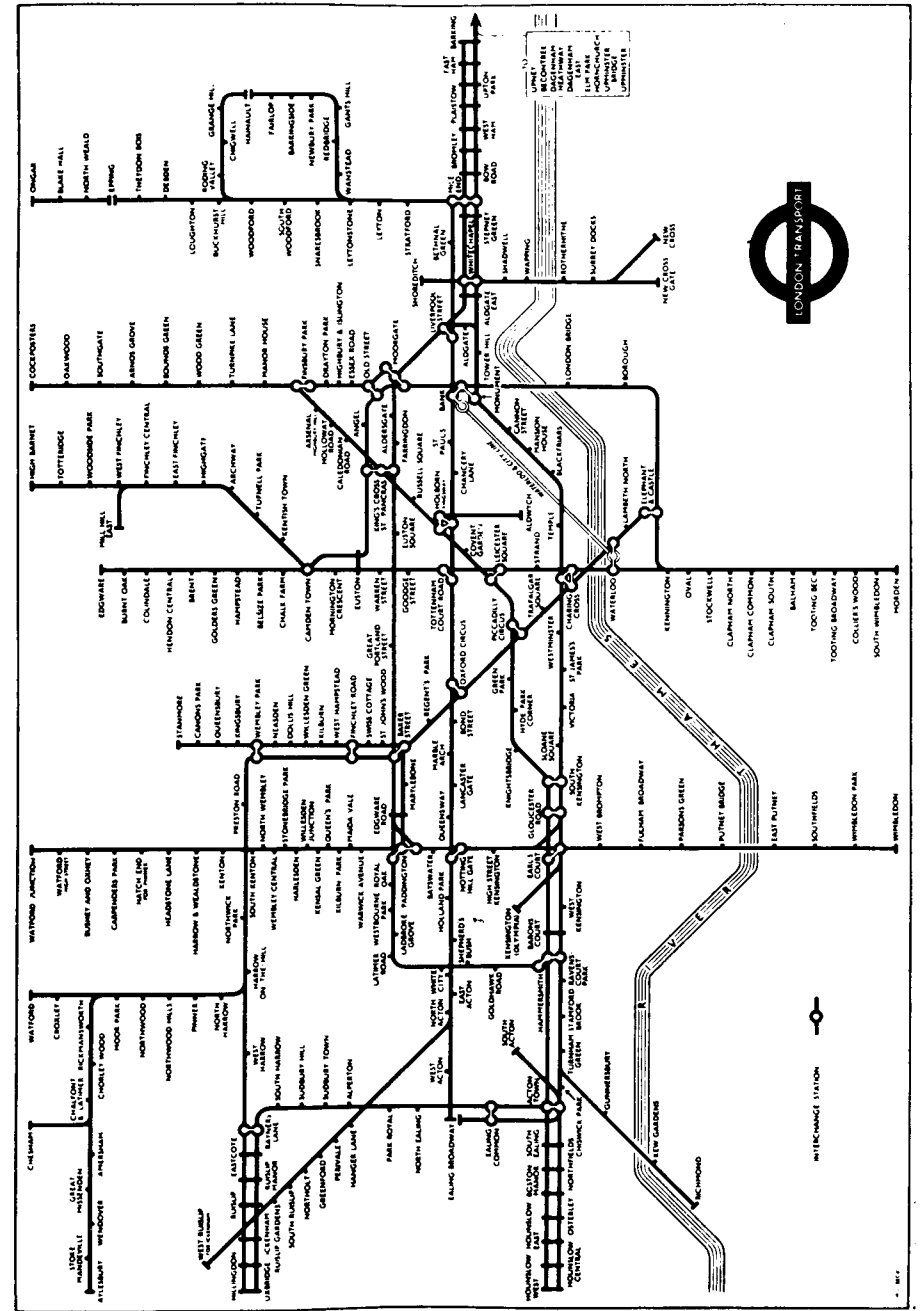 CHESHAM
CHALFONT
& LATIMER
RICKMANSWORTH
STOKE
MANDEVILLE
GREAT
MISSENDEN
AYLESBURY
WENDOVER
AMERSHAM
CHORLEY WOOD
WATFORD
CROXLEY
MOOR PARK
NORTHWOOD
NORTHWOOD HILLS
PINNER
NORTH
HARROW
WEST RUISLIP
FOR ICKENHAM
RUISLIP GARDENS
SOUTH RUISLIP
NORTHOLT
GREENFORD
PERIVALE
HANGER LANE
HILLINGDON
RUISLIP
EASTCOTE
UXBRIDGE
ICKENHAM
RUISLIP
MANOR
RAYNERS
LANE
WEST
HARROW
HARROW
ON THE HILL
NORTHWICK
PARK
PRESTON ROAD
SOUTH HARROW
SUDBURY HILL
SUDBURY TOWN
ALPERTON
PARK ROYAL
NORTH EALING
WATFORD JUNCTION
WATFORD
HIGH STREET
BUSHEY AND OXHEY
CARPENDERS PARK
HATCH END
FOR PINNER
HEADSTONE LANE
HARROW & WEALDSTONE
KENTON
SOUTH KENTON
NORTH WEMBLEY
WEMBLEY CENTRAL
STONEBRIDGE PARK
HARLESDEN
WILLESDEN
JUNCTION
KENSAL GREEN
QUEEN'S PARK
KILBURN PARK
MAIDA VALE
WARWICK AVENUE
STANMORE
CANONS PARK
QUEENSBURY
KINGSBURY
WEMBLEY PARK
NEASDEN
DOLLIS HILL
WILLESDEN GREEN
KILBURN
WEST HAMPSTEAD
FINCHLEY ROAD
SWISS COTTAGE
ST JOHN'S WOOD
EDGWARE
BURNT OAK
COLINDALE
HENDON CENTRAL
BRENT
GOLDERS GREEN
HAMPSTEAD
BELSIZE PARK
CHALK FARM
CAMDEN TOWN
MORNINGTON
CRESCENT
EUSTON
WARREN
STREET
GOODGE
STREET
HIGH BARNET
TOTTERIDGE
WOODSIDE PARK
WEST FINCHLEY
MILL HILL
EAST
FINCHLEY CENTRAL
EAST FINCHLEY
HIGHGATE
ARCHWAY
TUFNELL PARK
KENTISH TOWN
COCKFOSTERS
OAKWOOD
SOUTHGATE
ARNOS GROVE
BOUNDS GREEN
WOOD GREEN
TURNPIKE LANE
MANOR HOUSE
FINSBURY PARK
ARSENAL
HIGHBURY HILL
HOLLOWAY
ROAD
CALEDONIAN
ROAD
DRAYTON PARK
HIGHBURY & ISLINGTON
ESSEX ROAD
OLD STREET
ANGEL
KING'S CROSS
ST PANCRAS
ONGAR
BLAKE HALL
NORTH WEALD
EPPING
THEYDON BOIS
DEBDEN
LOUGHTON
BUCKHURST
HILL
WOODFORD
SOUTH
WOODFORD
SNARESBROOK
LEYTONSTONE
LEYTON
STRATFORD
RODING
VALLEY
GRANGE HILL
CHIGWELL
HAINAULT
FAIRLOP
BARKINGSIDE
NEWBURY PARK
REDBRIDGE
GANTS HILL
WANSTEAD
LATIMER
ROAD
WESTBOURNE
PARK
ROYAL
OAK
LADBROKE
GROVE
PADDINGTON
EDGWARE
ROAD
MARYLEBONE
BAKER
STREET
GREAT
PORTLAND
STREET
EUSTON
SQUARE
REGENT'S PARK
FARRINGDON
ALDERSGATE
MOORGATE
LIVERPOOL
STREET
RUSSELL SQUARE
EALING BROADWAY
WEST
ACTON
NORTH
ACTON
EAST
ACTON
WHITE
CITY
SHEPHERD'S
BUSH
HOLLAND PARK
NOTTING
HILL GATE
QUEENSWAY
LANCASTER
GATE
MARBLE
ARCH
BOND
STREET
OXFORD CIRCUS
TOTTENHAM
COURT ROAD
HOLBORN
KINGSWAY
CHANCERY
LANE
ST
PAULS
BANK
BETHNAL
GREEN
MILE
END
BAYSWATER
HIGH STREET
KENSINGTON
GOLDHAWK
ROAD
KENSINGTON
OLYMPIA
SOUTH
ACTON
EALING
COMMON
ACTON
TOWN
KNIGHTSBRIDGE
HYDE PARK
CORNER
GREEN
PARK
PICCADILLY
CIRCUS
LEICESTER
SQUARE
COVENT
GARDEN
ALDWYCH
STRAND
TRAFALGAR
SQUARE
HOUNSLOW
WEST
HOUNSLOW
EAST
BOSTON
MANOR
SOUTH
EALING
HOUNSLOW
CENTRAL
OSTERLEY
NORTHFIELDS
CHISWICK PARK
TURNHAM
GREEN
STAMFORD
BROOK
RAVENS-
COURT
PARK
HAMMERSMITH
BARONS
COURT
WEST
KENSINGTON
EARL'S
COURT
GLOUCESTER
ROAD
SOUTH
KENSINGTON
SLOANE
SQUARE
VICTORIA
ST JAMES'S
PARK
WESTMINSTER
CHARING
CROSS
TEMPLE
BLACKFRIARS
MANSION
HOUSE
CANNON
STREET
MONUMENT
TOWER HILL
ALDGATE
ALDGATE EAST
WHITECHAPEL
STEPNEY
GREEN
BOW
ROAD
BROMLEY
WEST
HAM
PLAISTOW
UPTON
PARK
EAST
HAM
BARKING
TO
UPNEY
BECONTREE
DAGENHAM
HEATHWAY
DAGENHAM
EAST
ELM PARK
HORNCHURCH
UPMINSTER
BRIDGE
UPMINSTER
SHOREDITCH
SHADWELL
WAPPING
ROTHERHITHE
SURREY DOCKS
NEW CROSS
GATE
NEW
CROSS
WATERLOO & CITY LINE
WATERLOO
LAMBETH NORTH
ELEPHANT
& CASTLE
LONDON BRIDGE
BOROUGH
KENNINGTON
OVAL
STOCKWELL
CLAPHAM NORTH
CLAPHAM COMMON
CLAPHAM SOUTH
BALHAM
TOOTING BEC
TOOTING BROADWAY
COLLIER'S WOOD
SOUTH WIMBLEDON
MORDEN
WEST BROMPTON
FULHAM BROADWAY
PARSONS GREEN
PUTNEY BRIDGE
EAST PUTNEY
SOUTHFIELDS
WIMBLEDON PARK
WIMBLEDON
GUNNERSBURY
KEW GARDENS
RICHMOND
RIVER THAMES
INTERCHANGE STATION
LONDON TRANSPORT